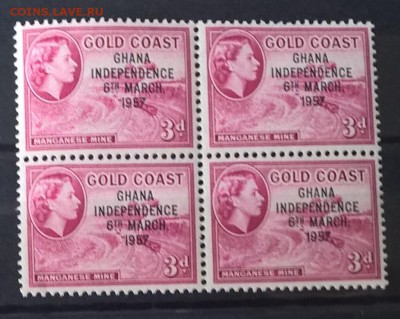 COINS.LAVE.RU
GOLD COAST
GHANA
INDEPENDENCE
6TH MARCH,
1957.
MANGANESE MINE
3d
GOLD COAST
GHANA
INDEPENDENCE
6TH MARCH,
1957.
MANGANESE MINE
3d
GOLD COAST
GHANA
INDEPENDENCE
6TH MARCH,
1957.
MANGANESE MINE
3d
GOLD COAST
GHANA
INDEPENDENCE
6TH MARCH,
1957.
MANGANESE MINE
3d